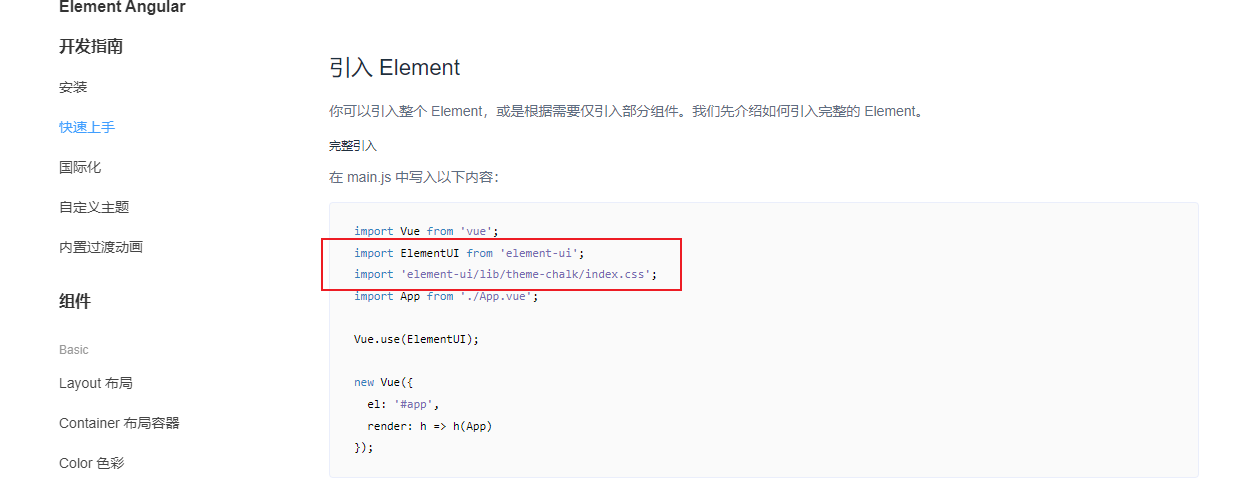 Element Angular
开发指南
安装
快速上手
国际化
自定义主题
内置过渡动画
组件
Basic
Layout 布局
Container 布局容器
Color 色彩
引入 Element
你可以引入整个 Element，或是根据需要仅引入部分组件。我们先介绍如何引入完整的 Element。
完整引入
在 main.js 中写入以下内容：
import Vue from 'vue';
import ElementUI from 'element-ui';
import 'element-ui/lib/theme-chalk/index.css';
import App from './App.vue';
Vue.use(ElementUI);
new Vue({
  el: '#app',
  render: h => h(App)
});